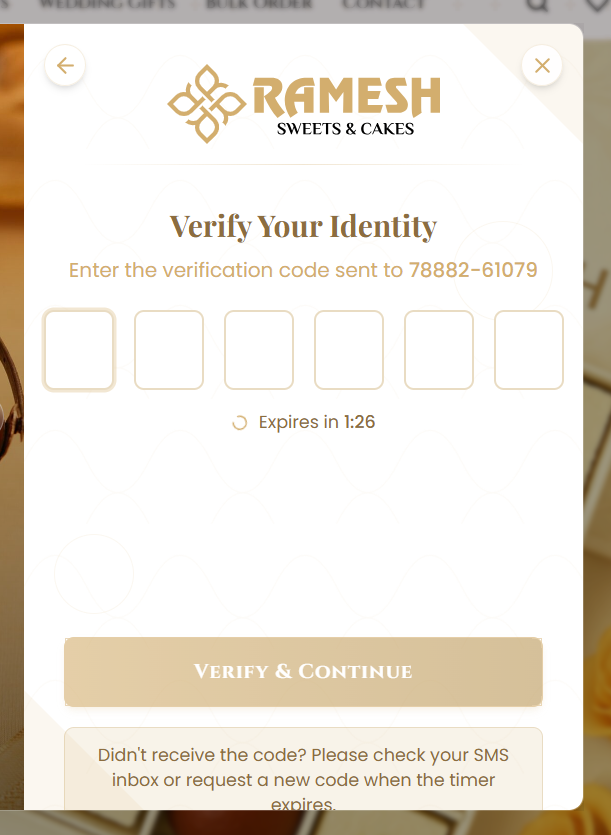 WEDDING GIFTS BULK ORDER CONTACT
RAMESH
SWEETS & CAKES
Verify Your Identity
Enter the verification code sent to 78882-61079
Expires in 1:26
VERIFY & CONTINUE
Didn't receive the code? Please check your SMS
inbox or request a new code when the timer
expires.